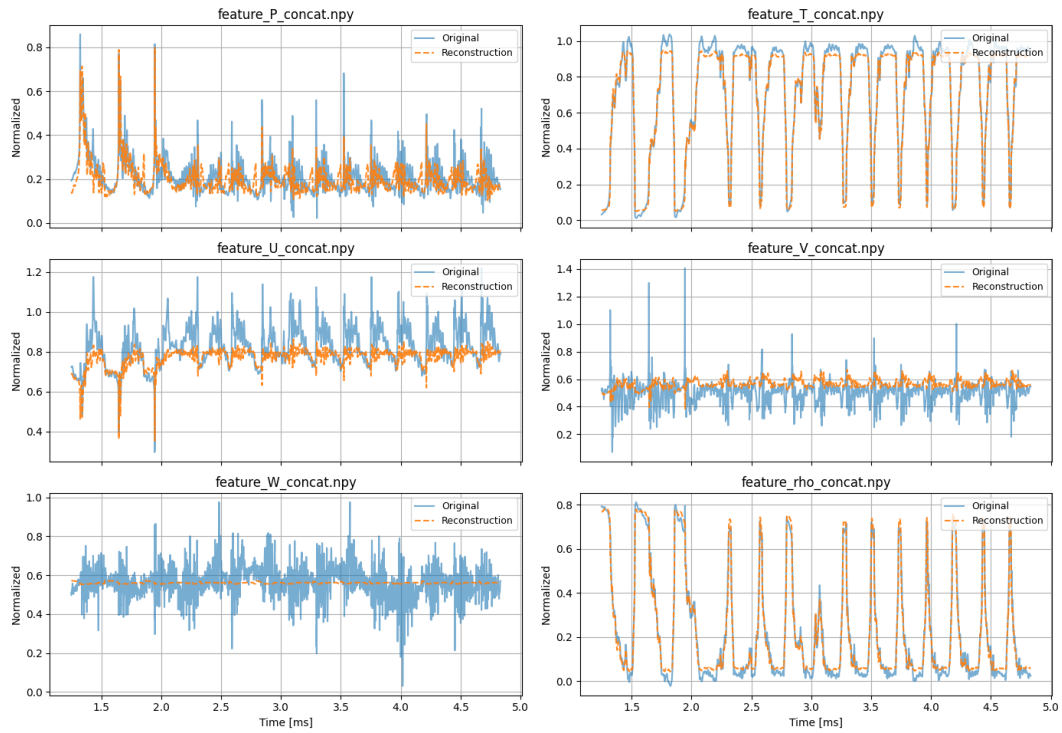 feature_P_concat.npy
Normalized
0.8
0.6
0.4
0.2
0.0
Original
Reconstruction
feature_T_concat.npy
Normalized
1.0
0.8
0.6
0.4
0.2
0.0
Original
Reconstruction
feature_U_concat.npy
Normalized
1.2
1.0
0.8
0.6
0.4
Original
Reconstruction
feature_V_concat.npy
Normalized
1.4
1.2
1.0
0.8
0.6
0.4
0.2
Original
Reconstruction
feature_W_concat.npy
Normalized
1.0
0.8
0.6
0.4
0.2
0.0
Original
Reconstruction
1.5 2.0 2.5 3.0 3.5 4.0 4.5 5.0
Time [ms]
feature_rho_concat.npy
Normalized
0.8
0.6
0.4
0.2
0.0
Original
Reconstruction
1.5 2.0 2.5 3.0 3.5 4.0 4.5 5.0
Time [ms]